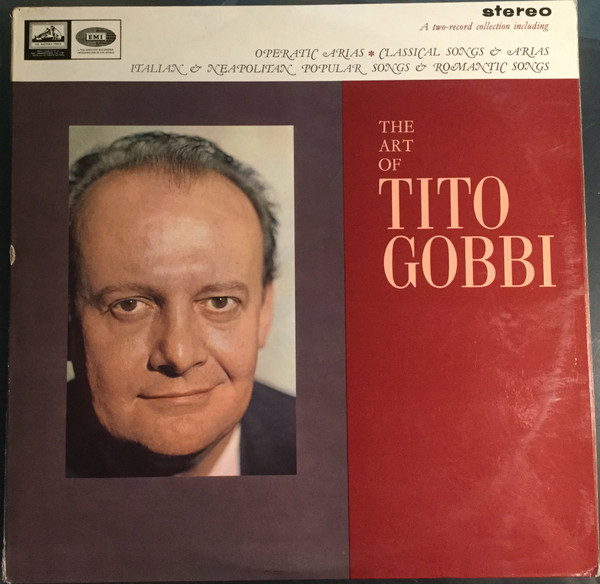 stereo
A two-record collection including
OPERATIC ARIAS * CLASSICAL SONGS & ARIAS
ITALIAN & NEAPOLITAN POPULAR SONGS & ROMANTIC SONGS
EMI
THE
ART
OF
TITO
GOBBI